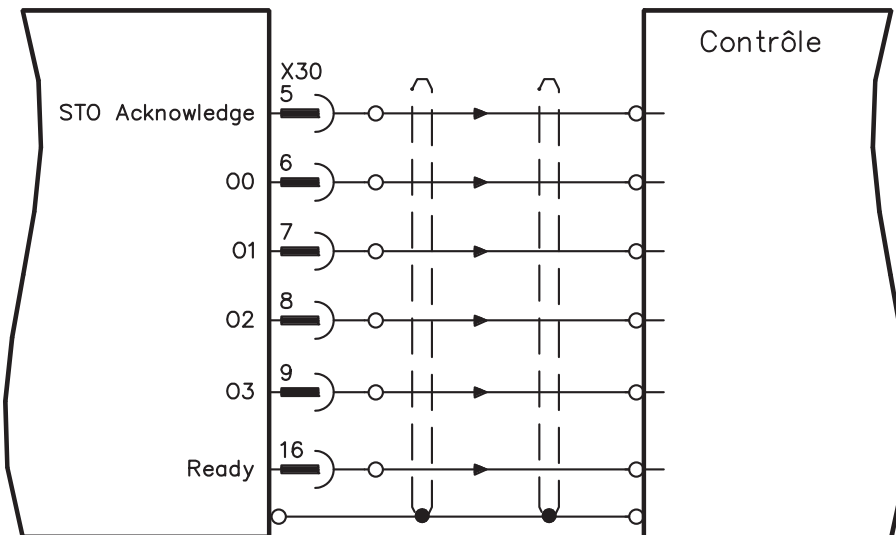 Contrôle
X30
5
STO Acknowledge
6
O0
7
O1
8
O2
9
O3
16
Ready